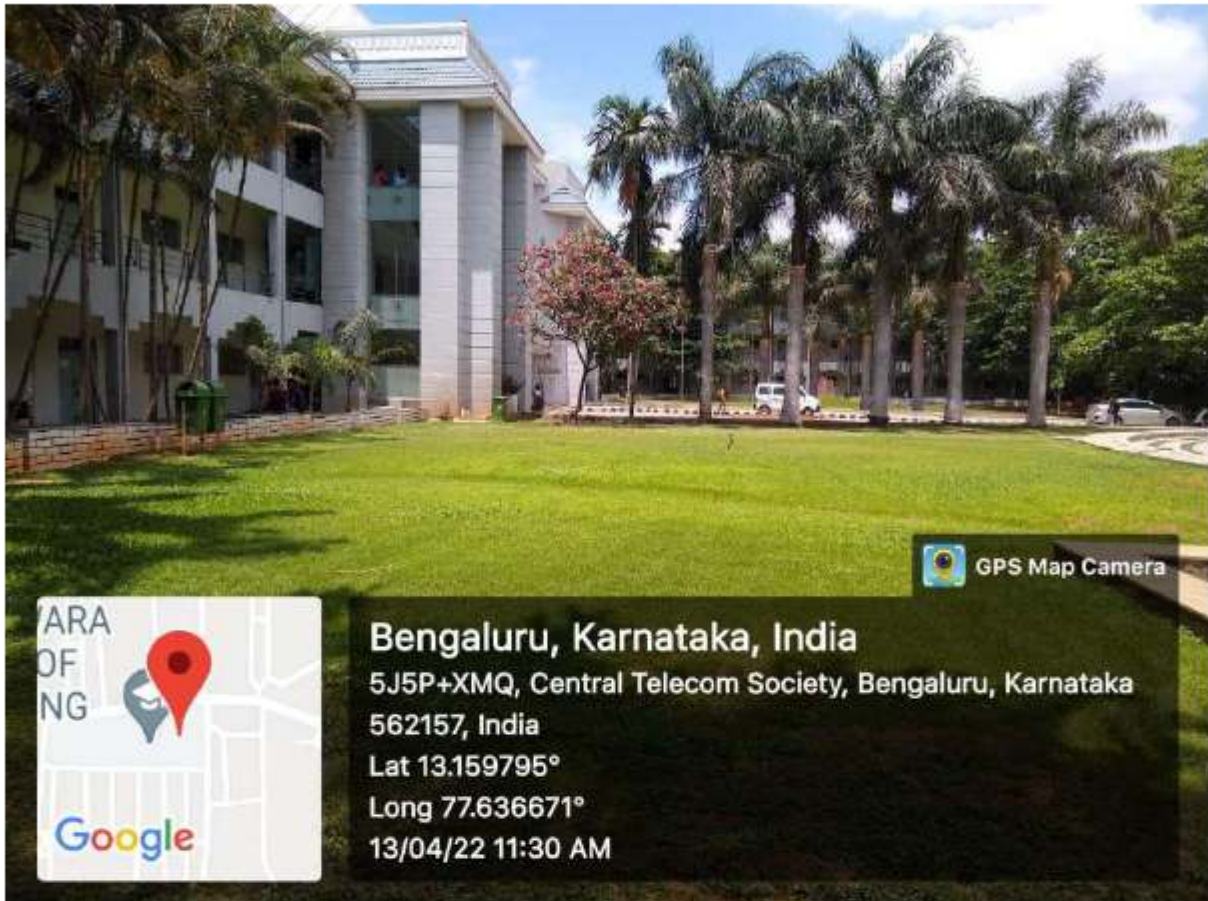 GPS Map Camera
/ARA
OF
NG
Google
Bengaluru, Karnataka, India
5J5P+XMQ, Central Telecom Society, Bengaluru, Karnataka
562157, India
Lat 13.159795°
Long 77.636671°
13/04/22 11:30 AM